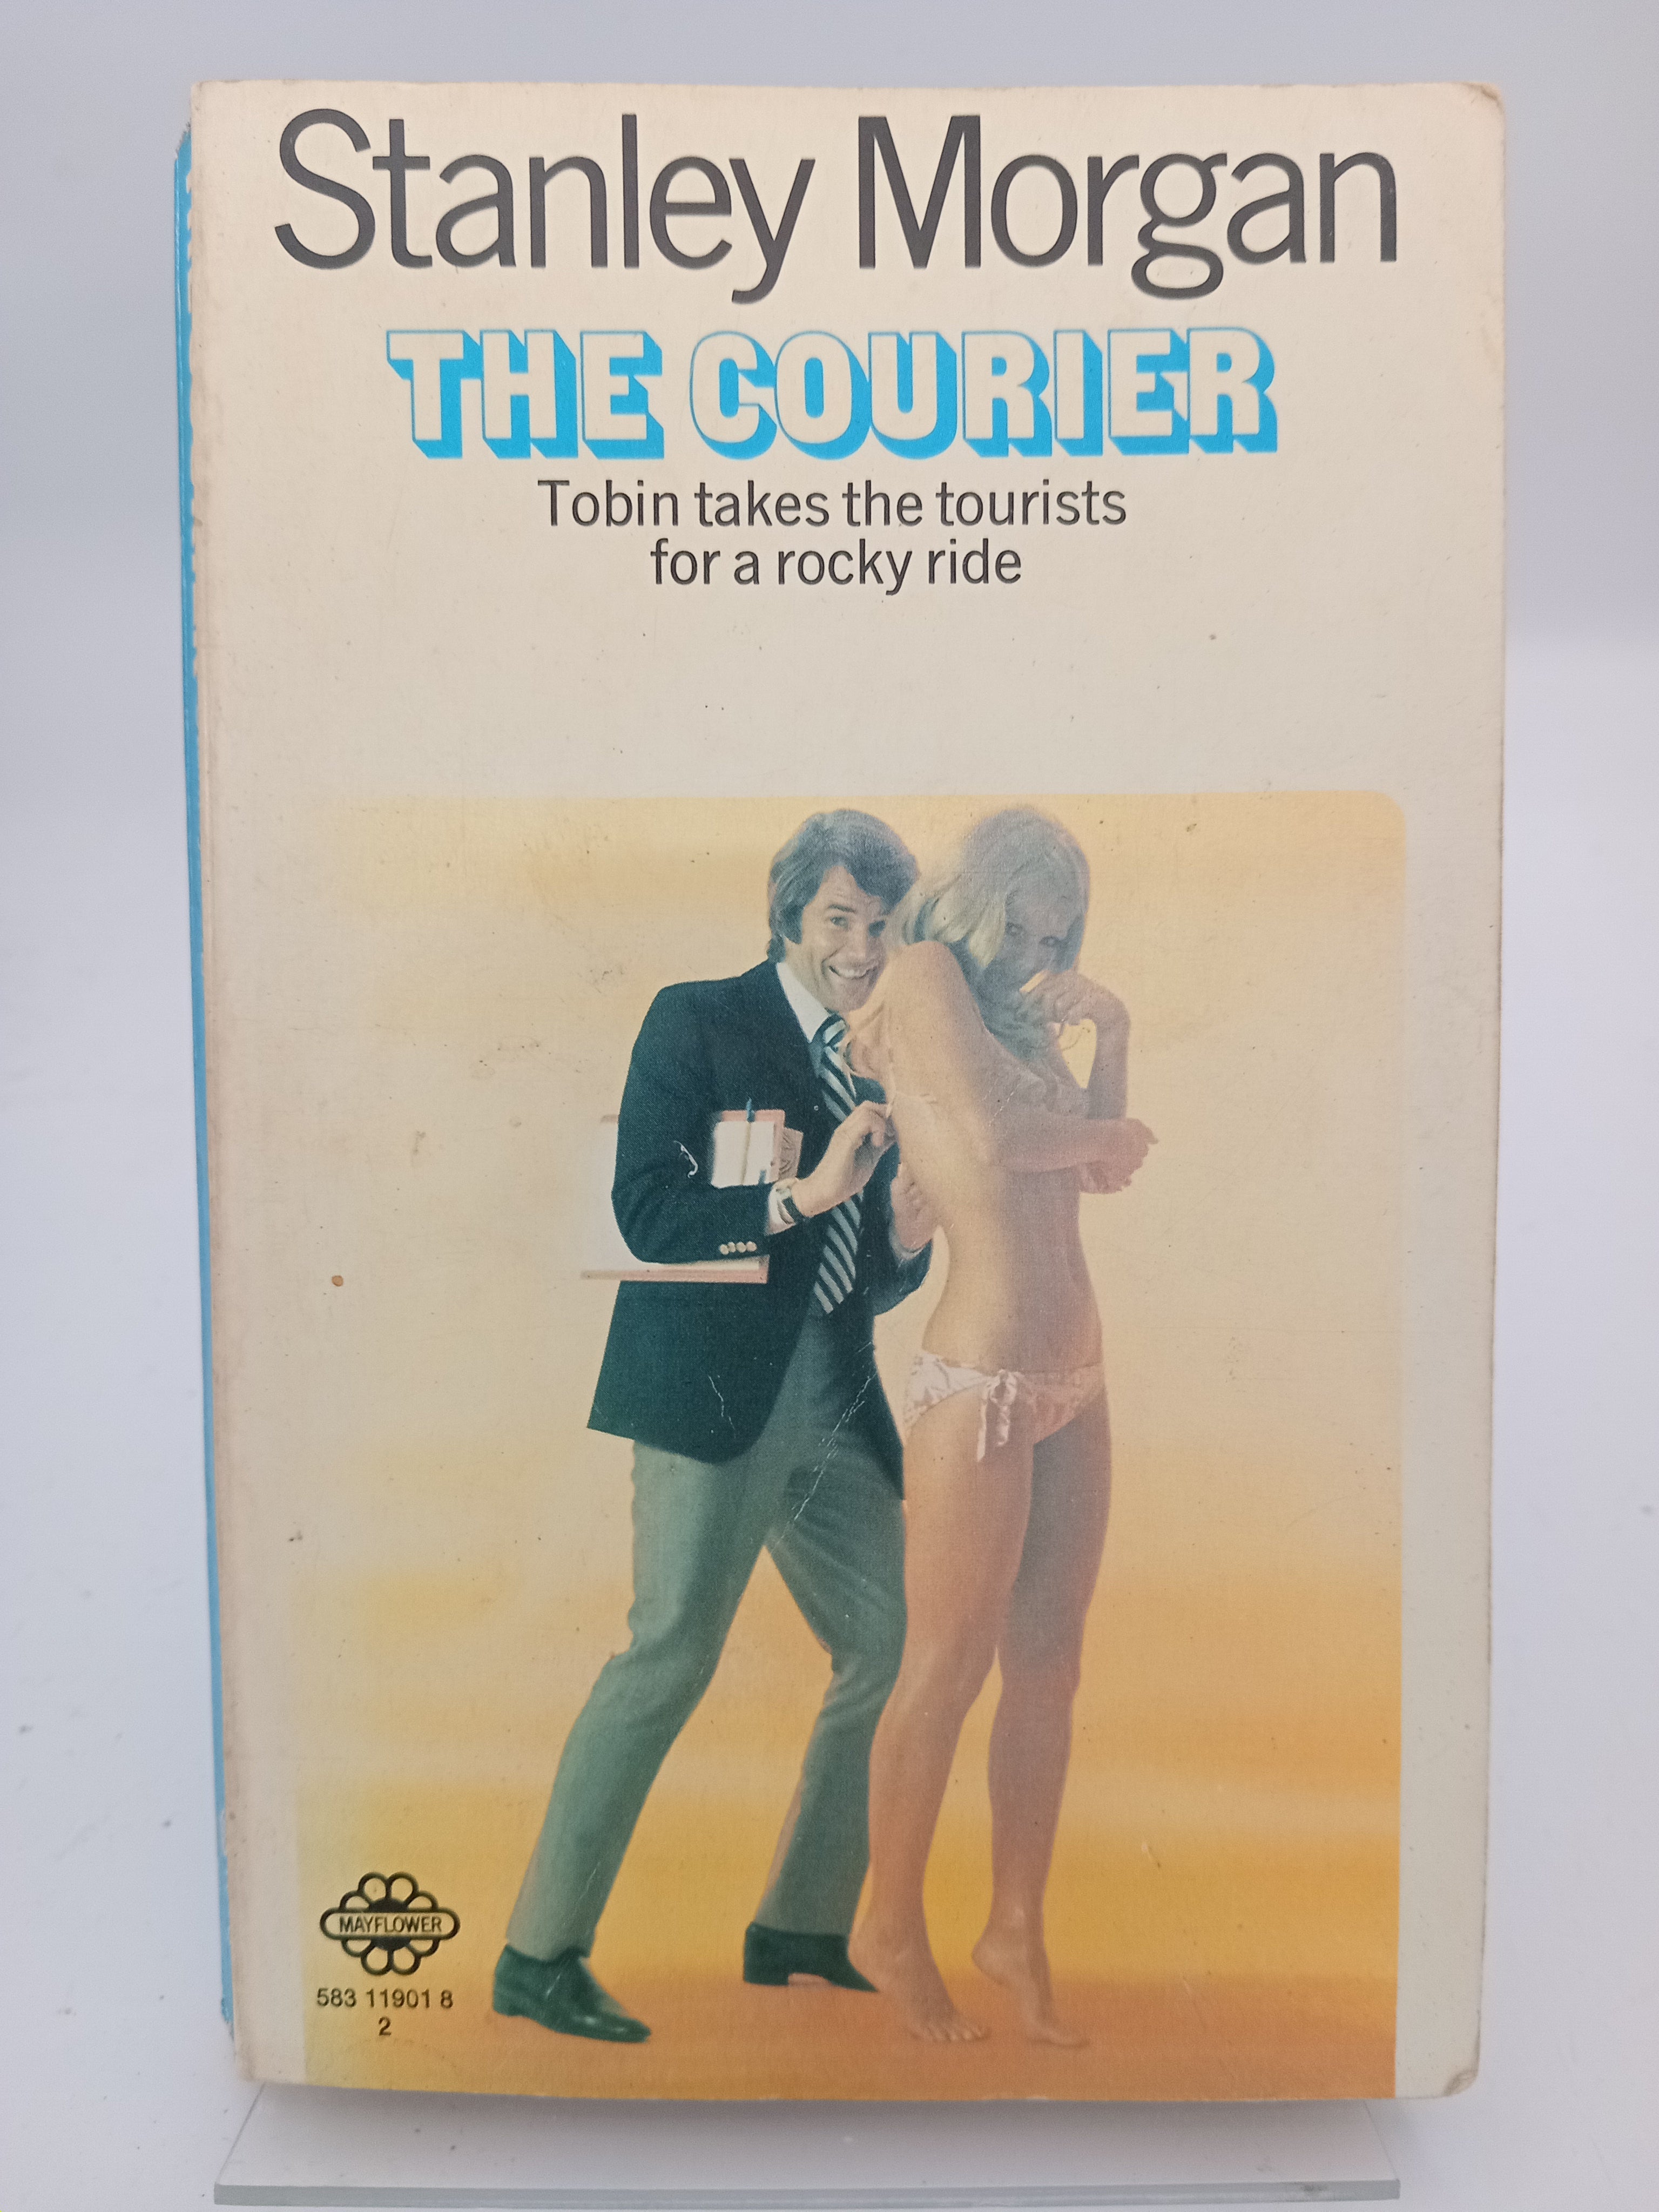 Stanley Morgan
THE COURIER
Tobin takes the tourists
for a rocky ride
MAYFLOWER
583 11901 8
2